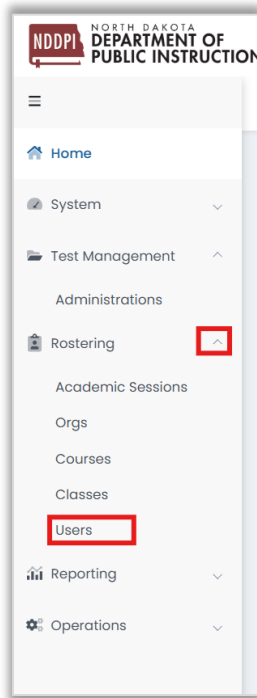 NORTH DAKOTA
NDDPI
DEPARTMENT OF
PUBLIC INSTRUCTION
Home
System
Test Management
Administrations
Rostering
Academic Sessions
Orgs
Courses
Classes
Users
Reporting
Operations